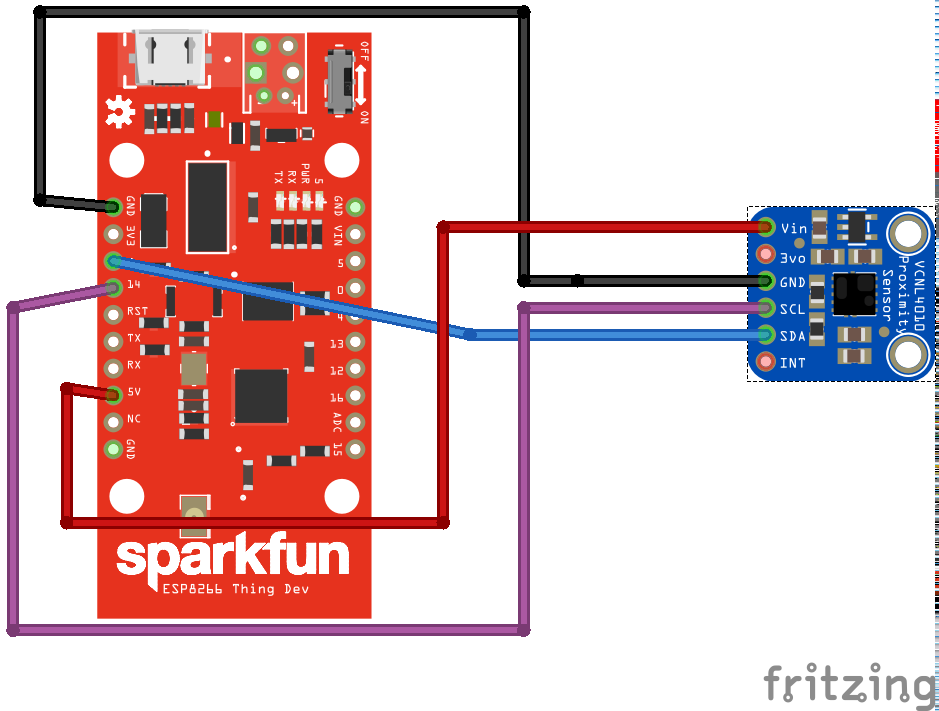 OFF
ON
+
TX
RX
PWR
5
GND
3V3
14
RST
TX
RX
5V
NC
GND
GND
VIN
5
0
4
13
12
16
ADC
15
sparkfun
ESP8266 Thing Dev
Vin
3vo
GND
SCL
SDA
INT
VCNL4010
Proximity
Sensor
fritzing